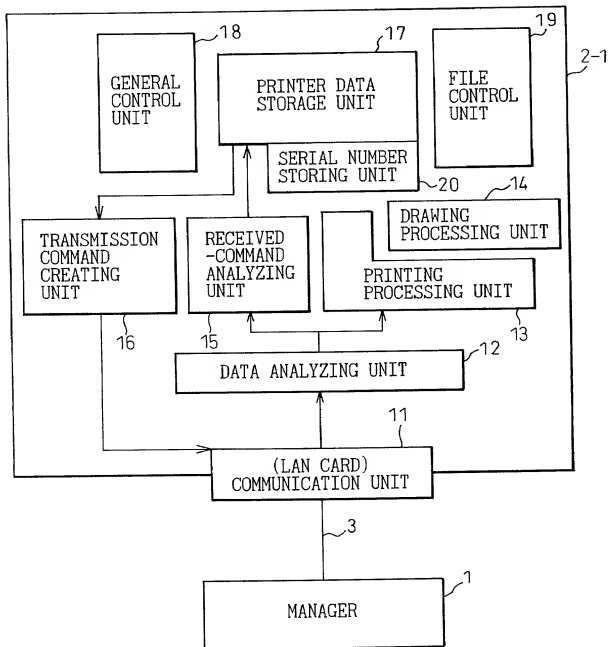 18
17
19
2-1
GENERAL
CONTROL
UNIT
PRINTER DATA
STORAGE UNIT
FILE
CONTROL
UNIT
SERIAL NUMBER
STORING UNIT
20
14
DRAWING
PROCESSING UNIT
TRANSMISSION
COMMAND
CREATING
UNIT
RECEIVED
-COMMAND
ANALYZING
UNIT
PRINTING
PROCESSING UNIT
16
15
13
12
DATA ANALYZING UNIT
11
(LAN CARD)
COMMUNICATION UNIT
3
1
MANAGER